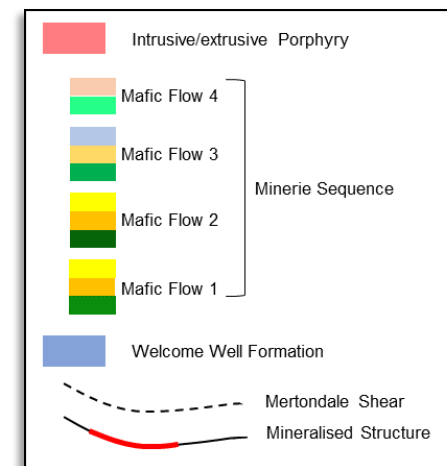 Intrusive/extrusive Porphyry
Mafic Flow 4
Mafic Flow 3
Minerie Sequence
Mafic Flow 2
Mafic Flow 1
Welcome Well Formation
Mertondale Shear
Mineralised Structure